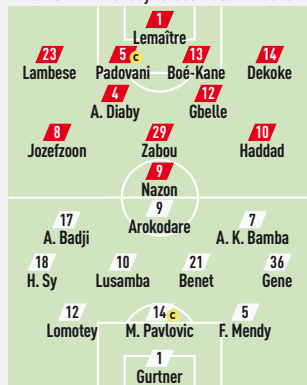 1
Lemaître
23 5 c 13 14
Lambese Padovani Boé-Kane Dekoke
4 12
A. Diaby Gbelle
8 29 10
Jozefzoon Zabou Haddad
9
Nazon
9
Arokodare
17 7
A. Badji A. K. Bamba
18 10 21 36
H. Sy Lusamba Benet Gene
12 14 c 5
Lomotey M. Pavlovic F. Mendy
1
Gurtner